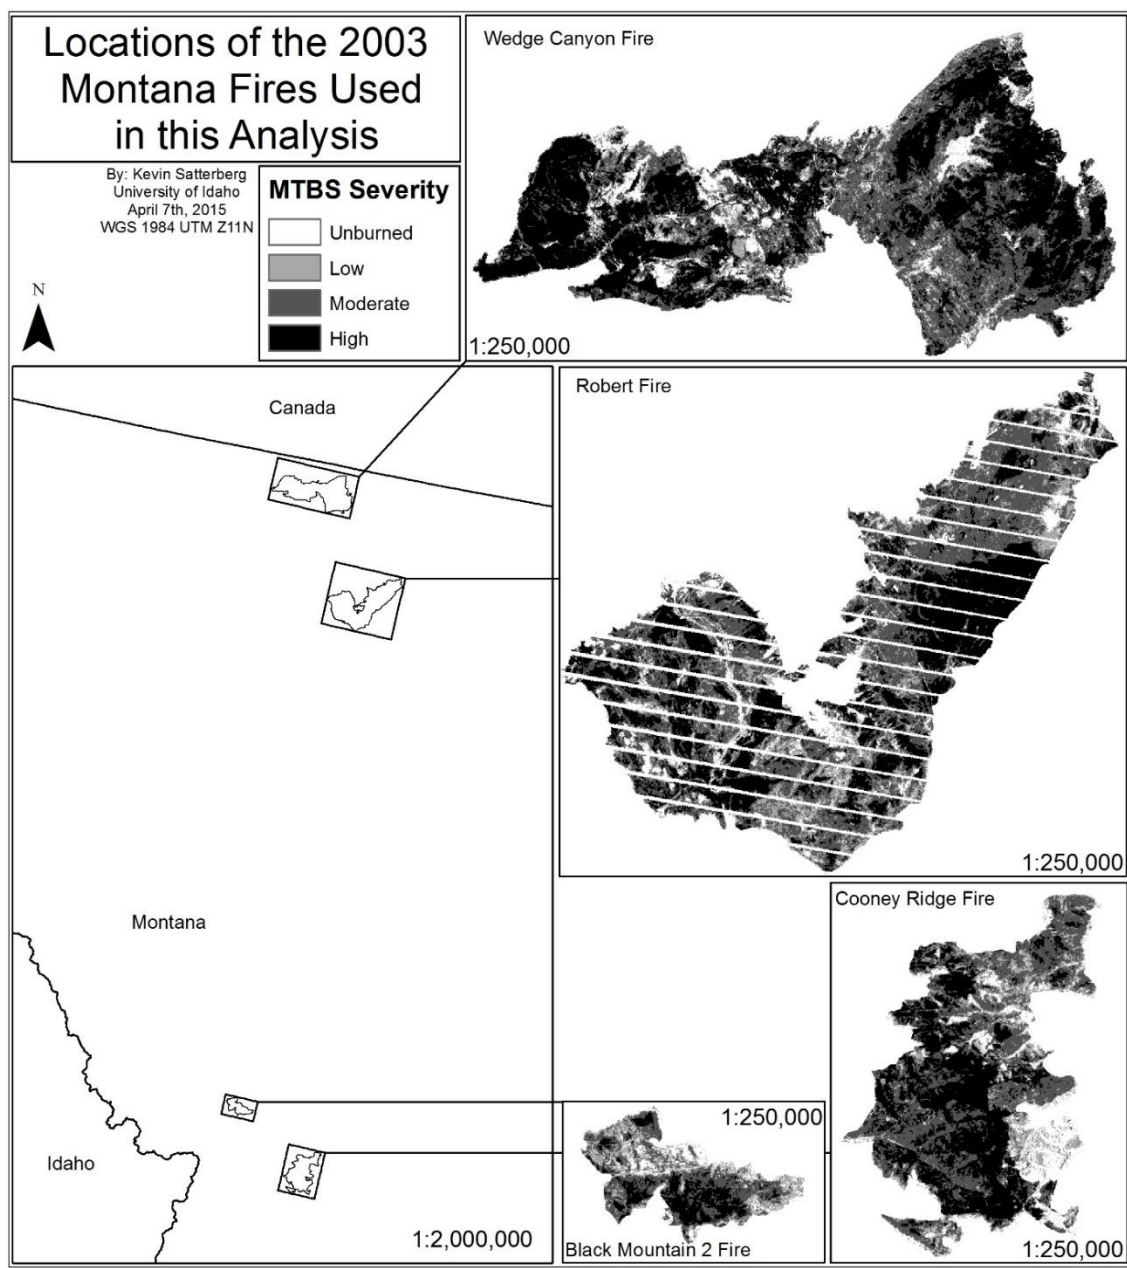 Locations of the 2003
Montana Fires Used
in this Analysis
By: Kevin Satterberg
University of Idaho
April 7th, 2015
WGS 1984 UTM Z11N
MTBS Severity
Unburned
Low
Moderate
High
N
Wedge Canyon Fire
1:250,000
Canada
Montana
Idaho
1:2,000,000
Robert Fire
1:250,000
Cooney Ridge Fire
1:250,000
1:250,000
Black Mountain 2 Fire